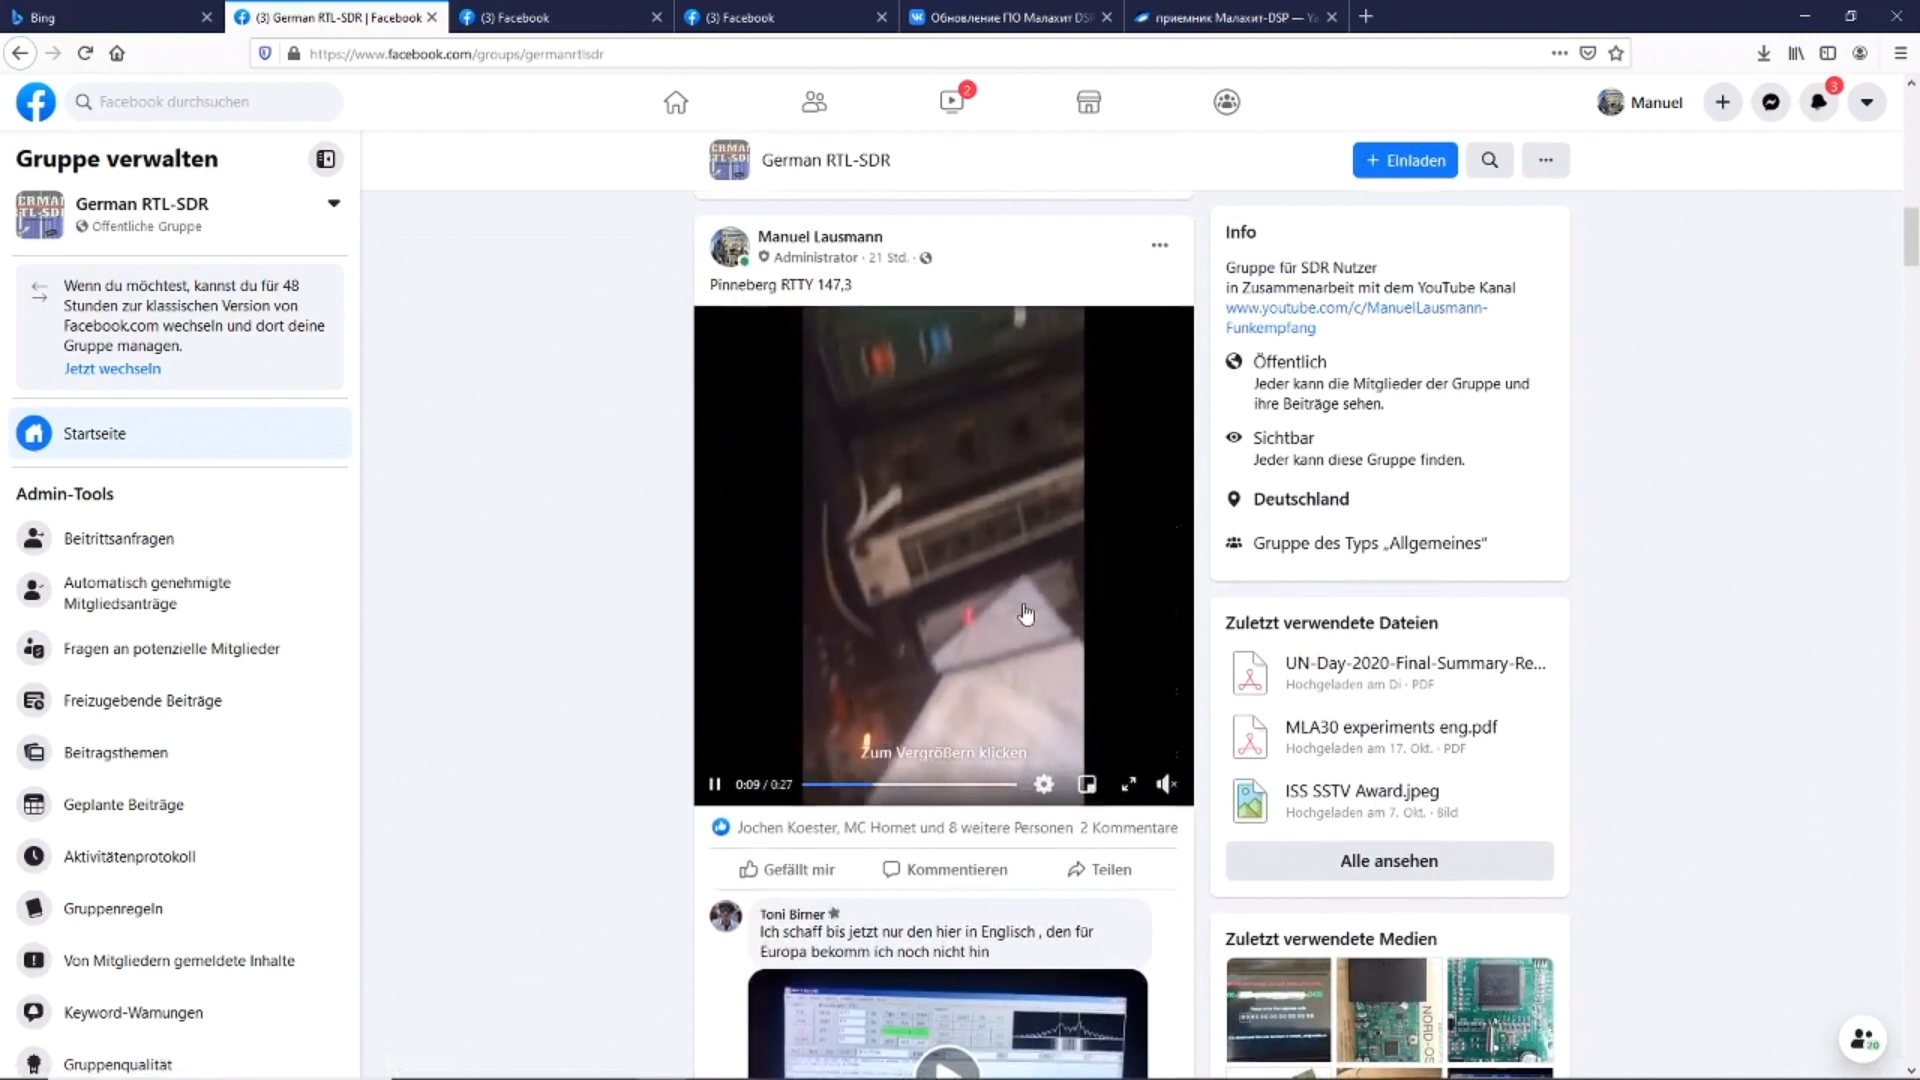 Bing
(3) German RTL-SDR | Facebook
(3) Facebook
(3) Facebook
Обновление ПО Малахит DS
приемник Малахит-DSP — Ya
https://www.facebook.com/groups/germanrtlsdr
Facebook durchsuchen
2
Manuel
3
Gruppe verwalten
German RTL-SDR
Öffentliche Gruppe
Wenn du möchtest, kannst du für 48
Stunden zur klassischen Version von
Facebook.com wechseln und dort deine
Gruppe managen.
Jetzt wechseln
Startseite
Admin-Tools
Beitrittsanfragen
Automatisch genehmigte
Mitgliedsanträge
Fragen an potenzielle Mitglieder
Freizugebende Beiträge
Beitragsthemen
Geplante Beiträge
Aktivitätenprotokoll
Gruppenregeln
Von Mitgliedern gemeldete Inhalte
Keyword-Warnungen
Gruppenqualität
German RTL-SDR
+ Einladen
Manuel Lausmann
Administrator · 21 Std. ·
Pinneberg RTTY 147,3
Zum Vergrößern klicken
0:09 / 0:27
Jochen Koester, MC Hornet und 8 weitere Personen 2 Kommentare
Gefällt mir
Kommentieren
Teilen
Toni Birner
Ich schaff bis jetzt nur den hier in Englisch , den für
Europa bekomm ich noch nicht hin
Info
Gruppe für SDR Nutzer
in Zusammenarbeit mit dem YouTube Kanal
www.youtube.com/c/ManuelLausmann-
Funkempfang
Öffentlich
Jeder kann die Mitglieder der Gruppe und
ihre Beiträge sehen.
Sichtbar
Jeder kann diese Gruppe finden.
Deutschland
Gruppe des Typs „Allgemeines“
Zuletzt verwendete Dateien
UN-Day-2020-Final-Summary-Re...
Hochgeladen am Di · PDF
MLA30 experiments eng.pdf
Hochgeladen am 17. Okt. · PDF
ISS SSTV Award.jpeg
Hochgeladen am 7. Okt. · Bild
Alle ansehen
Zuletzt verwendete Medien
20